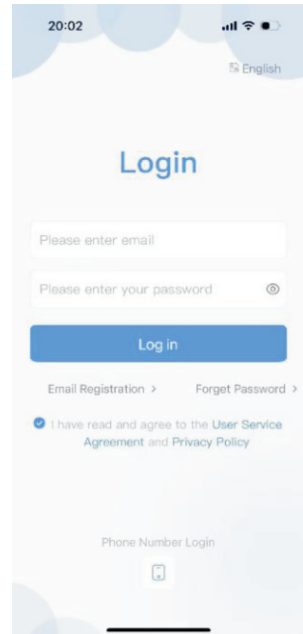 20:02
English
Login
Please enter email
Please enter your password
Log in
Email Registration > Forget Password >
I have read and agree to the User Service
Agreement and Privacy Policy
Phone Number Login